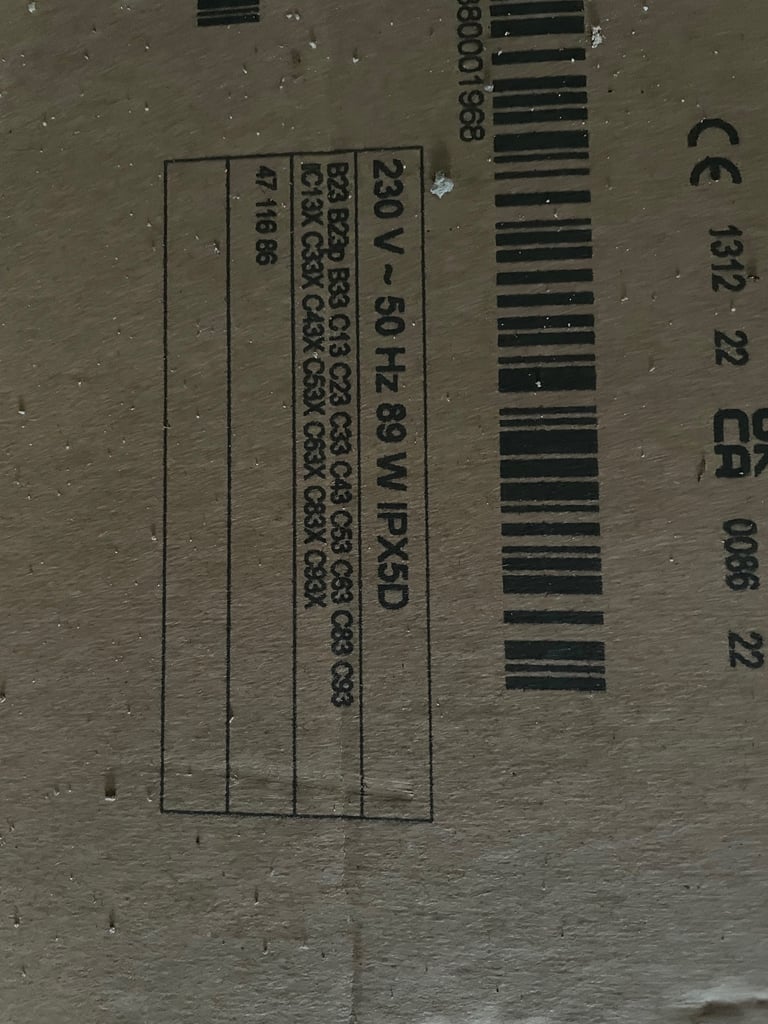 CE 1312 22 UK CA 0086 22
80001968
230 V ~ 50 Hz 89 W IPX5D
B23 B23p B33 C13 C23 C33 C43 C53 C63 C83 C93
C13X C33X C43X C53X C63X C83X C93X
47 116 86